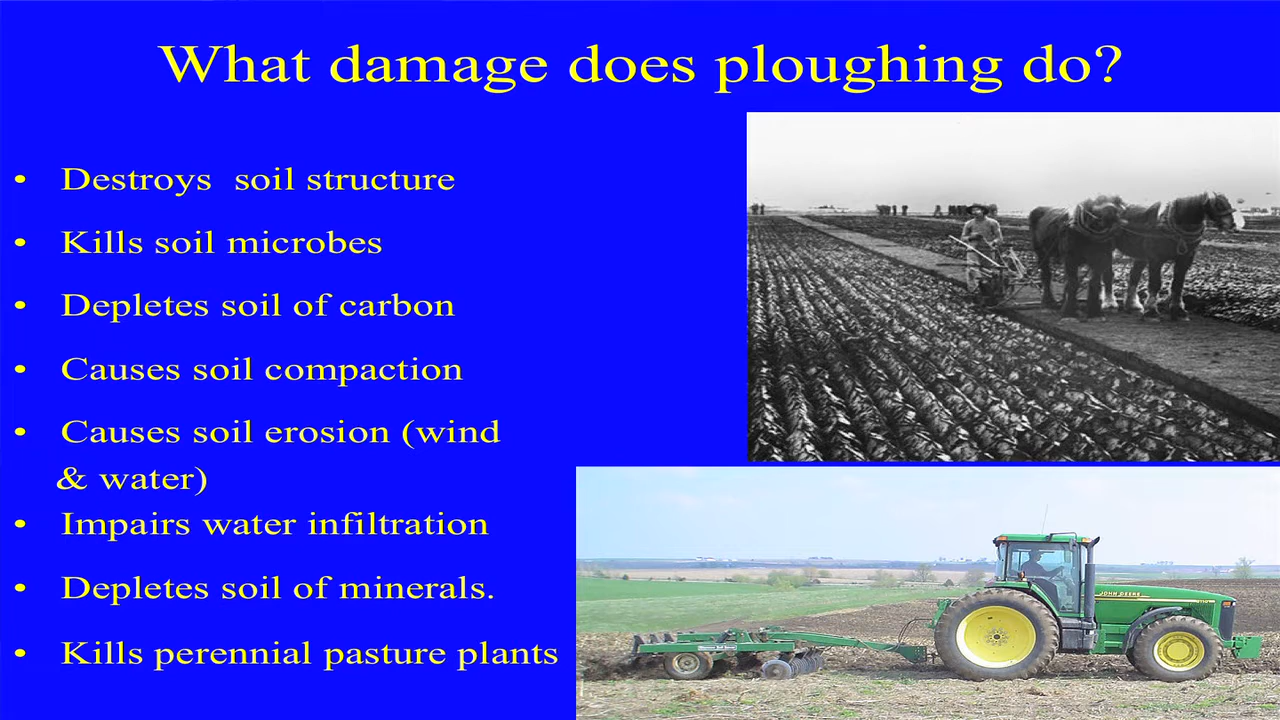 What damage does ploughing do?
• Destroys  soil structure
• Kills soil microbes
• Depletes soil of carbon
• Causes soil compaction
• Causes soil erosion (wind
& water)
• Impairs water infiltration
• Depletes soil of minerals.
• Kills perennial pasture plants
JOHN DEERE